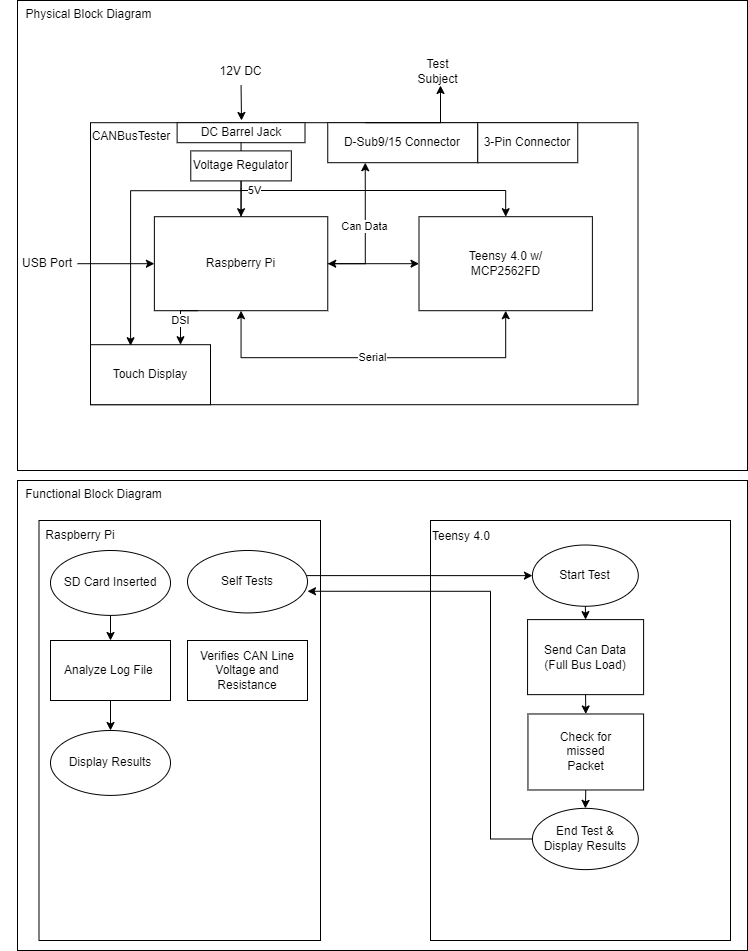 Physical Block Diagram
12V DC
Test
Subject
CANBusTester
DC Barrel Jack
D-Sub9/15 Connector
3-Pin Connector
Voltage Regulator
5V
Can Data
USB Port
Raspberry Pi
Teensy 4.0 w/
MCP2562FD
DSI
Serial
Touch Display
Functional Block Diagram
Raspberry Pi
SD Card Inserted
Analyze Log File
Display Results
Self Tests
Verifies CAN Line
Voltage and
Resistance
Teensy 4.0
Start Test
Send Can Data
(Full Bus Load)
Check for
missed
Packet
End Test &
Display Results